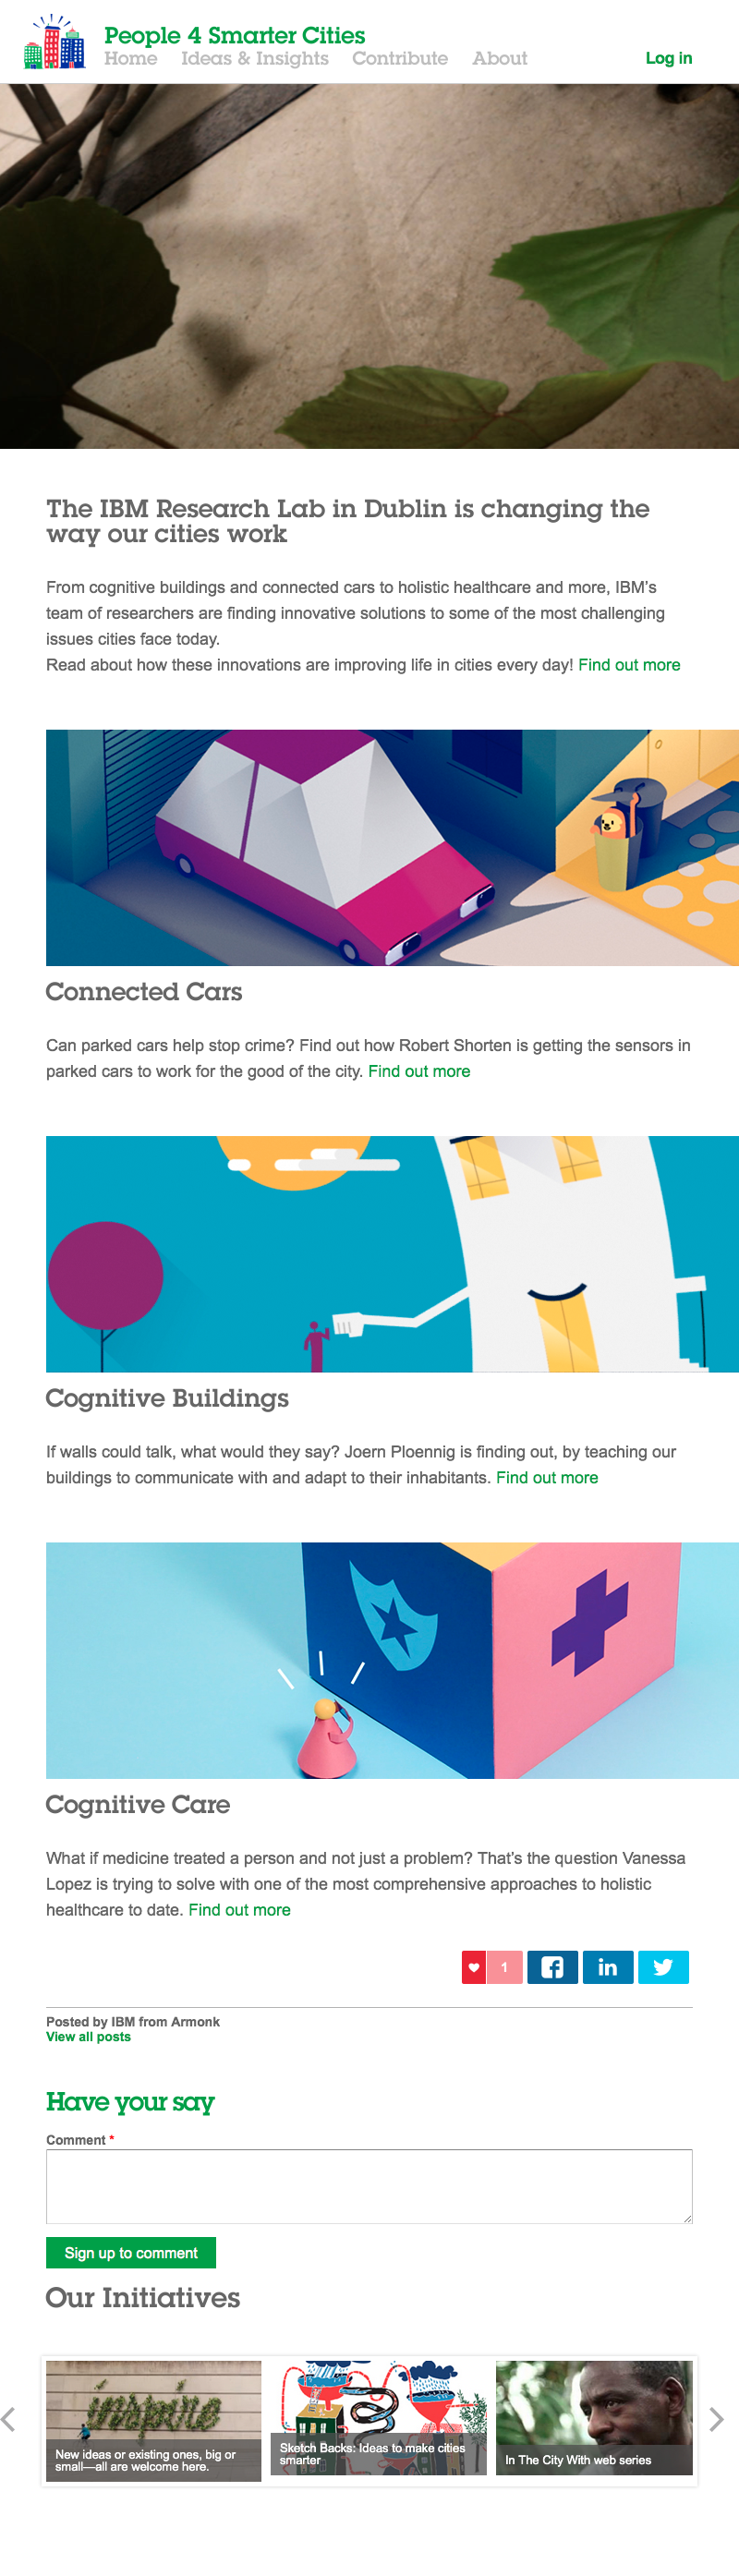 People 4 Smarter Cities
Home Ideas & Insights Contribute About Log in
The IBM Research Lab in Dublin is changing the
way our cities work
From cognitive buildings and connected cars to holistic healthcare and more, IBM's
team of researchers are finding innovative solutions to some of the most challenging
issues cities face today.
Read about how these innovations are improving life in cities every day! Find out more
Connected Cars
Can parked cars help stop crime? Find out how Robert Shorten is getting the sensors in
parked cars to work for the good of the city. Find out more
Cognitive Buildings
If walls could talk, what would they say? Joern Ploennig is finding out, by teaching our
buildings to communicate with and adapt to their inhabitants. Find out more
Cognitive Care
What if medicine treated a person and not just a problem? That's the question Vanessa
Lopez is trying to solve with one of the most comprehensive approaches to holistic
healthcare to date. Find out more
1
Posted by IBM from Armonk
View all posts
Have your say
Comment *
Sign up to comment
Our Initiatives
New ideas or existing ones, big or
small—all are welcome here.
Sketch Backs: Ideas to make cities
smarter
In The City With web series